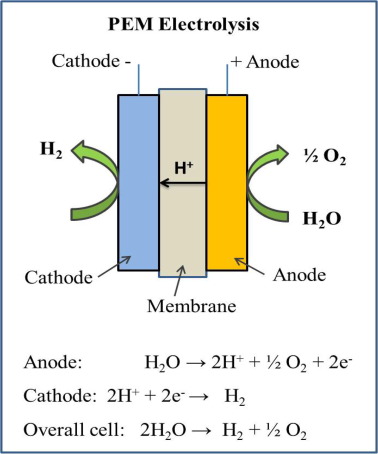 PEM Electrolysis
Cathode - + Anode
H₂ H⁺ ½ O₂
H₂O
Cathode Anode
Membrane
Anode: H₂O → 2H⁺ + ½ O₂ + 2e⁻
Cathode: 2H⁺ + 2e⁻ → H₂
Overall cell: 2H₂O → H₂ + ½ O₂